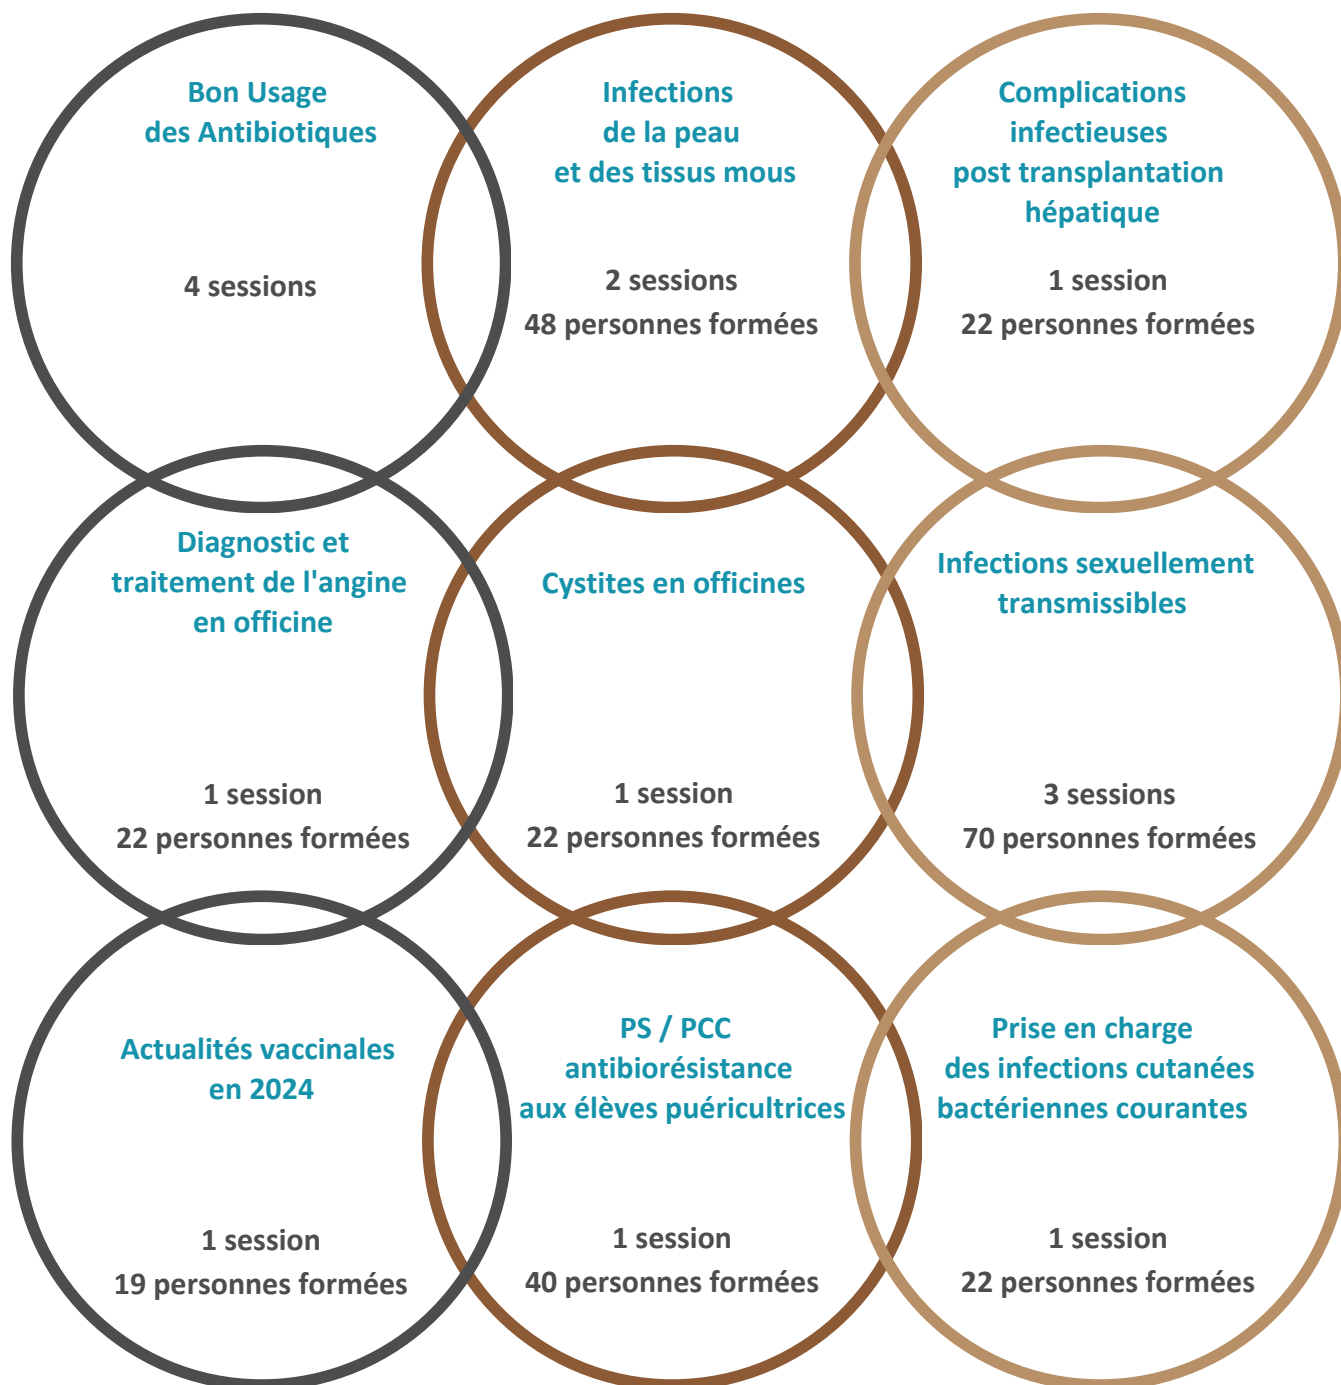 Bon Usage
des Antibiotiques
4 sessions
Infections
de la peau
et des tissus mous
2 sessions
48 personnes formées
Complications
infectieuses
post transplantation
hépatique
1 session
22 personnes formées
Diagnostic et
traitement de l'angine
en officine
1 session
22 personnes formées
Cystites en officines
1 session
22 personnes formées
Infections sexuellement
transmissibles
3 sessions
70 personnes formées
Actualités vaccinales
en 2024
1 session
19 personnes formées
PS / PCC
antibiorésistance
aux élèves puéricultrices
1 session
40 personnes formées
Prise en charge
des infections cutanées
bactériennes courantes
1 session
22 personnes formées